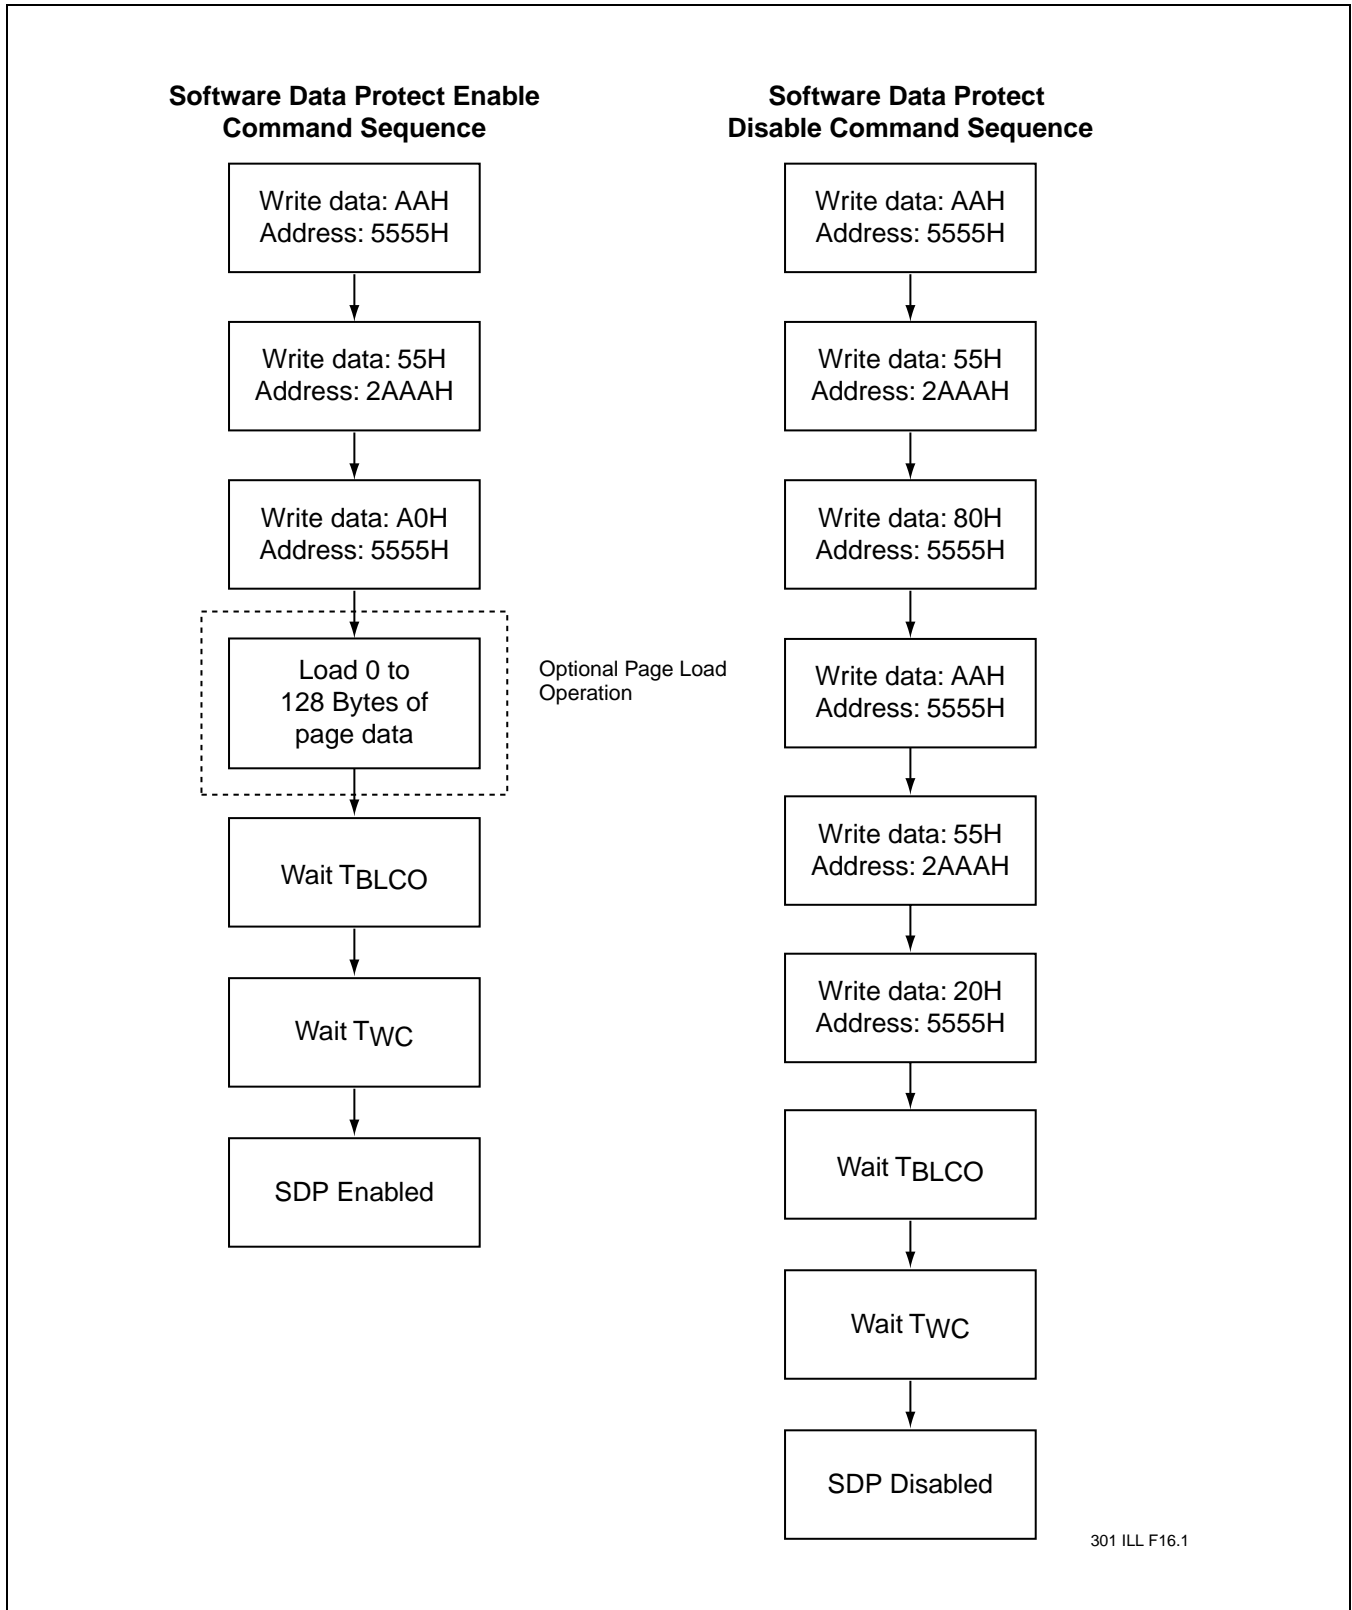 Software Data Protect Enable
Command Sequence
Write data: AAH
Address: 5555H
Write data: 55H
Address: 2AAAH
Write data: A0H
Address: 5555H
Load 0 to
128 Bytes of
page data
Optional Page Load
Operation
Wait TBLCO
Wait TWC
SDP Enabled
Software Data Protect
Disable Command Sequence
Write data: AAH
Address: 5555H
Write data: 55H
Address: 2AAAH
Write data: 80H
Address: 5555H
Write data: AAH
Address: 5555H
Write data: 55H
Address: 2AAAH
Write data: 20H
Address: 5555H
Wait TBLCO
Wait TWC
SDP Disabled
301 ILL F16.1